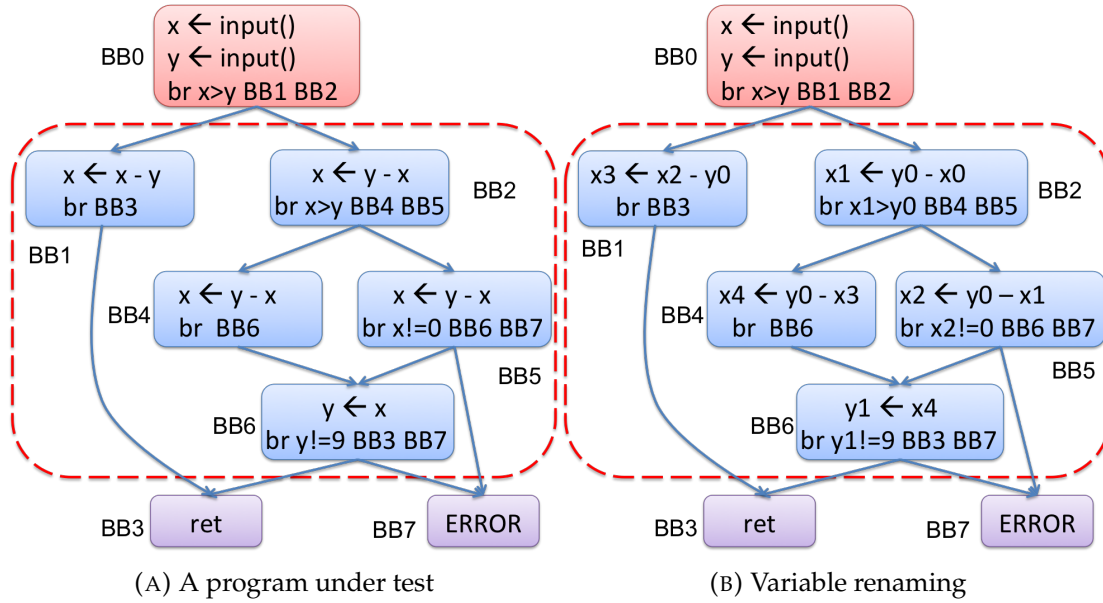 BB0
x ← input()
y ← input()
br x>y BB1 BB2
x ← x - y
br BB3
BB1
x ← y - x
br x>y BB4 BB5
BB2
BB4
x ← y - x
br BB6
x ← y - x
br x!=0 BB6 BB7
BB5
BB6
y ← x
br y!=9 BB3 BB7
BB3
ret
BB7
ERROR
(A) A program under test
BB0
x ← input()
y ← input()
br x>y BB1 BB2
x3 ← x2 - y0
br BB3
BB1
x1 ← y0 - x0
br x1>y0 BB4 BB5
BB2
BB4
x4 ← y0 - x3
br BB6
x2 ← y0 – x1
br x2!=0 BB6 BB7
BB5
BB6
y1 ← x4
br y1!=9 BB3 BB7
BB3
ret
BB7
ERROR
(B) Variable renaming